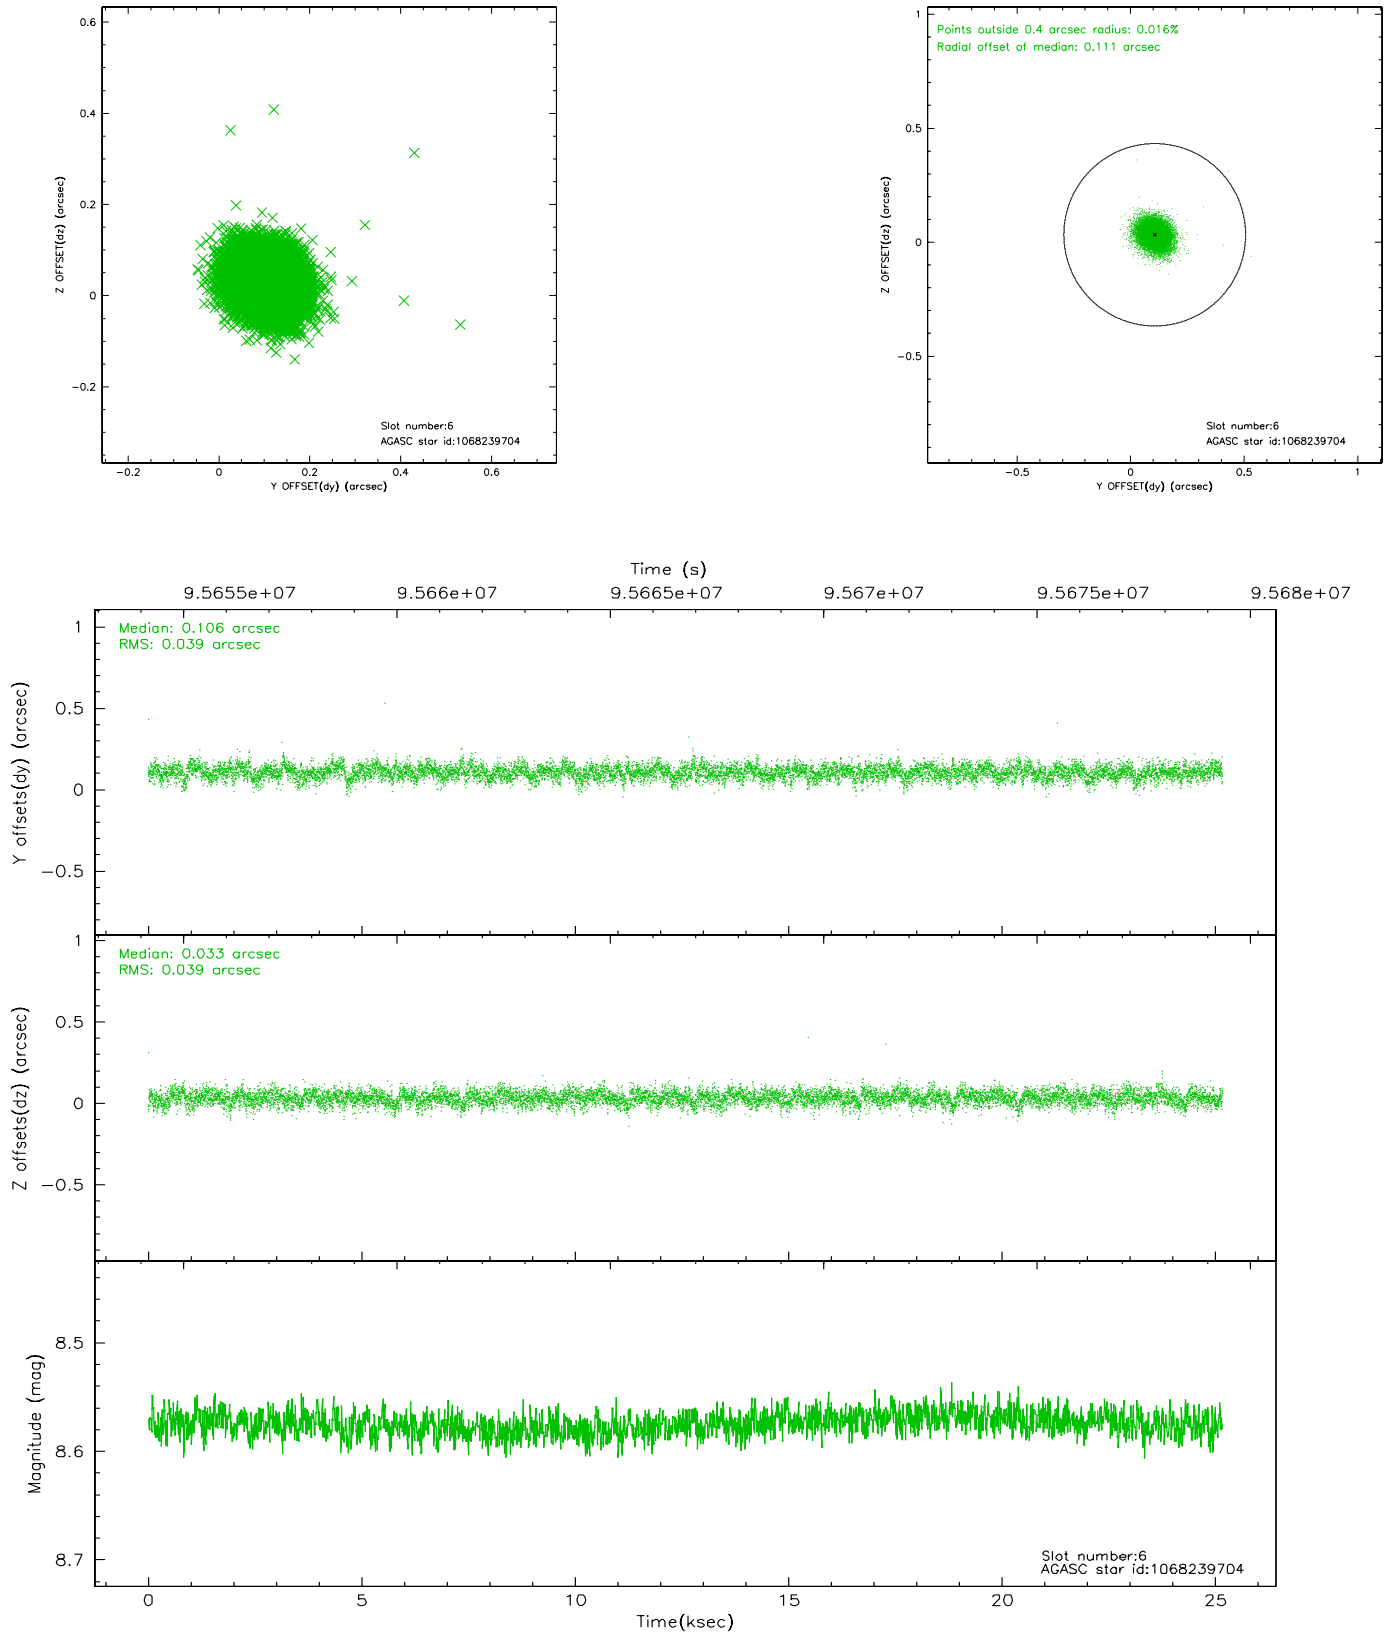 0.6
0.4
0.2
0
−0.2
Z OFFSET(dz) (arcsec)
Slot number:6
AGASC star id:1068239704
−0.2 0 0.2 0.4 0.6
Y OFFSET(dy) (arcsec)
Points outside 0.4 arcsec radius: 0.016%
Radial offset of median: 0.111 arcsec
1
0.5
0
−0.5
Z OFFSET(dz) (arcsec)
Slot number:6
AGASC star id:1068239704
−0.5 0 0.5 1
Y OFFSET(dy) (arcsec)
Time (s)
9.5655e+07 9.566e+07 9.5665e+07 9.567e+07 9.5675e+07 9.568e+07
Median: 0.106 arcsec
RMS: 0.039 arcsec
1
0.5
0
−0.5
Y offsets(dy) (arcsec)
Median: 0.033 arcsec
RMS: 0.039 arcsec
1
0.5
0
−0.5
Z offsets(dz) (arcsec)
8.5
8.6
8.7
Magnitude (mag)
Slot number:6
AGASC star id:1068239704
0 5 10 15 20 25
Time(ksec)